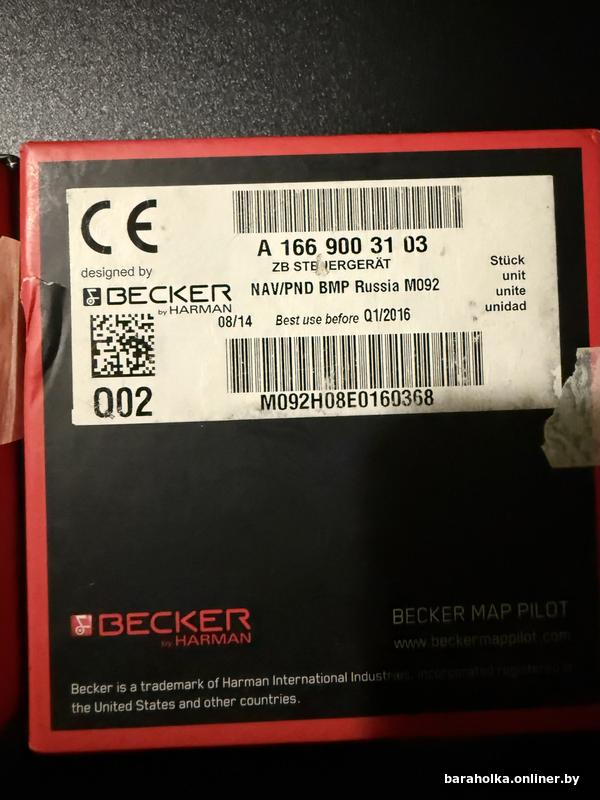 CE
designed by
BECKER
by HARMAN
Q02
A 166 900 31 03
ZB STEUERGERÄT
NAV/PND BMP Russia M092
08/14 Best use before Q1/2016
Stück
unit
unite
unidad
M092H08E0160368
BECKER
by HARMAN
BECKER MAP PILOT
www.beckermappilot.com
Becker is a trademark of Harman International Industries, incorporated registered in
the United States and other countries.
baraholka.onliner.by